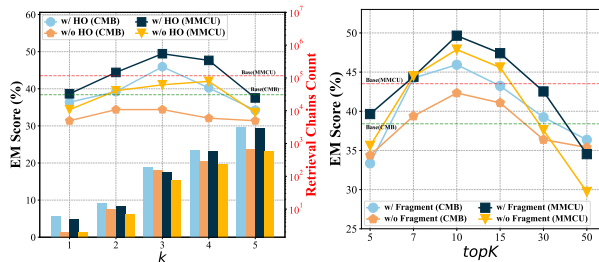 60
50
40
30
20
10
0
EM Score (%)
w/ HO (CMB)
w/o HO (CMB)
w/ HO (MMCU)
w/o HO (MMCU)
Base(MMCU)
Base(CMB)
10^7
10^6
10^5
10^4
10^3
10^2
10^1
Retrieval Chains Count
1 2 3 4 5
k
60
55
50
45
40
35
30
25
EM Score (%)
Base(MMCU)
Base(CMB)
w/ Fragment (CMB)
w/o Fragment (CMB)
w/ Fragment (MMCU)
w/o Fragment (MMCU)
5 7 10 15 30 50
topK